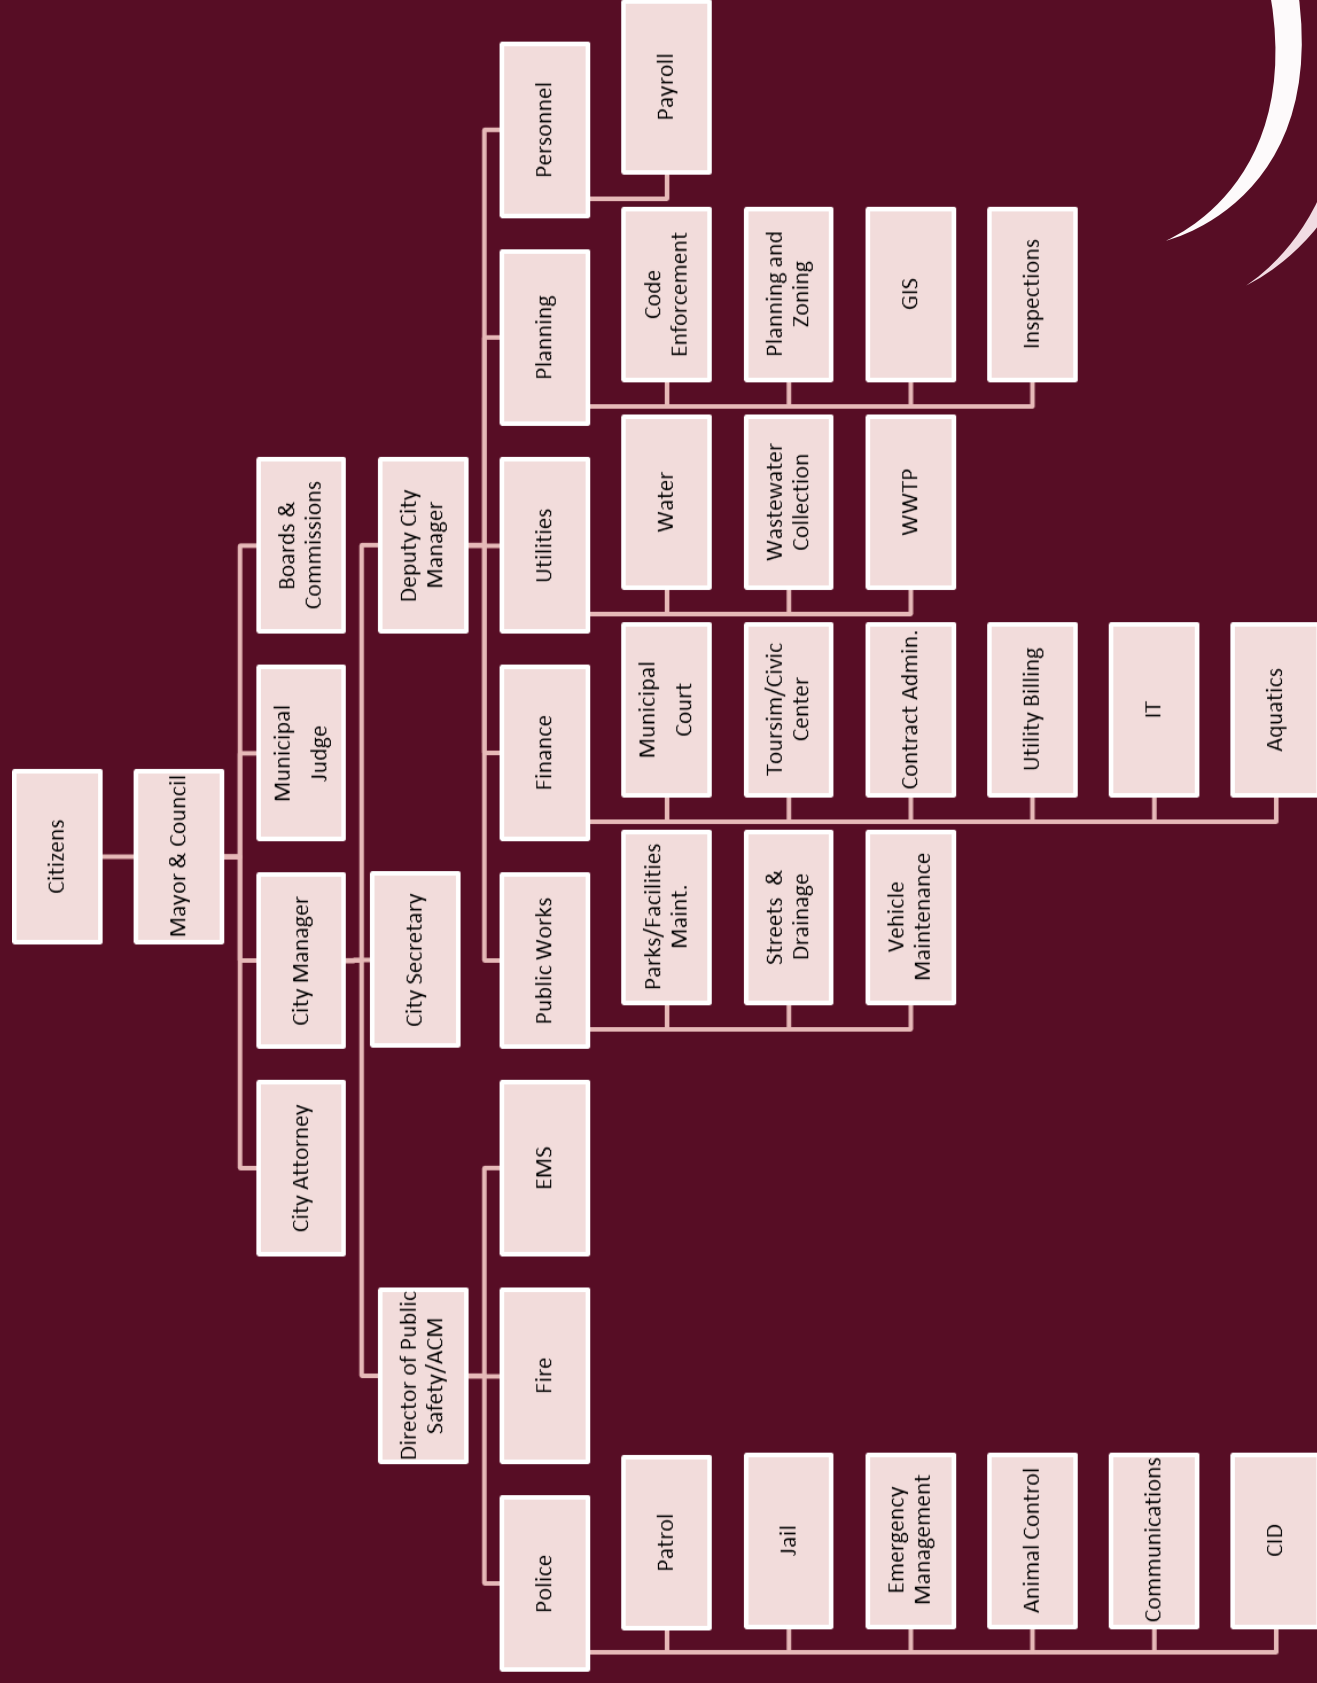 Citizens
Mayor & Council
City Attorney
City Manager
Municipal
Judge
Boards &
Commissions
Director of Public
Safety/ACM
City Secretary
Deputy City
Manager
Police
Fire
EMS
Public Works
Finance
Utilities
Planning
Personnel
Patrol
Jail
Emergency
Management
Animal Control
Communications
CID
Parks/Facilities
Maint.
Streets &
Drainage
Vehicle
Maintenance
Municipal
Court
Toursim/Civic
Center
Contract Admin.
Utility Billing
IT
Aquatics
Water
Wastewater
Collection
WWTP
Code
Enforcement
Planning and
Zoning
GIS
Inspections
Payroll